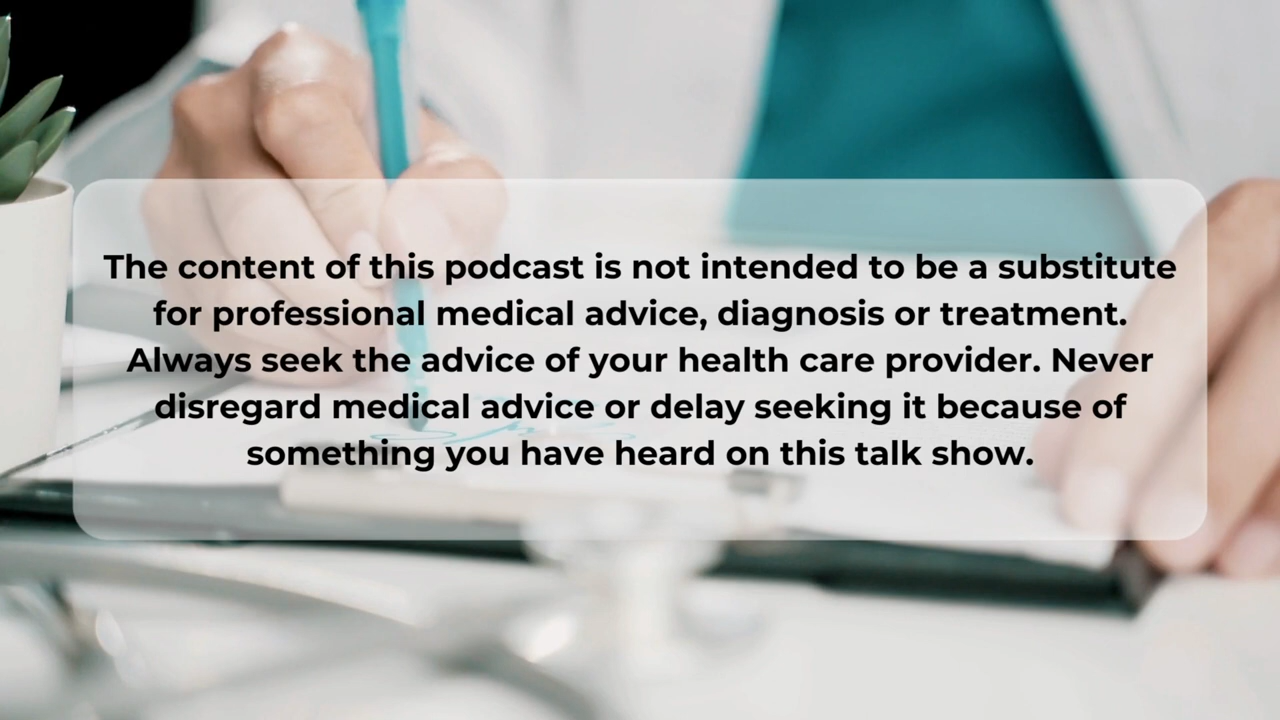 The content of this podcast is not intended to be a substitute
for professional medical advice, diagnosis or treatment.
Always seek the advice of your health care provider. Never
disregard medical advice or delay seeking it because of
something you have heard on this talk show.